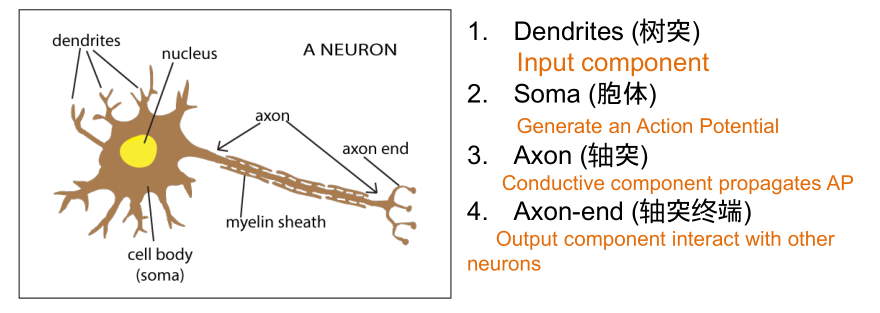 dendrites
nucleus
A NEURON
axon
axon end
myelin sheath
cell body
(soma)
1. Dendrites (树突)
Input component
2. Soma (胞体)
Generate an Action Potential
3. Axon (轴突)
Conductive component propagates AP
4. Axon-end (轴突终端)
Output component interact with other
neurons